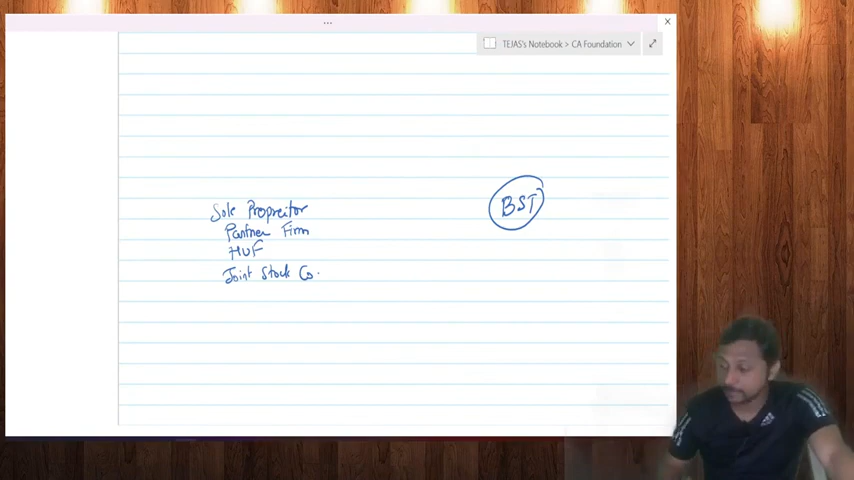 ...
TEJAS's Notebook > CA Foundation
Sole Propreitor
BST
Partner Firm
HUF
Joint Stock Co.